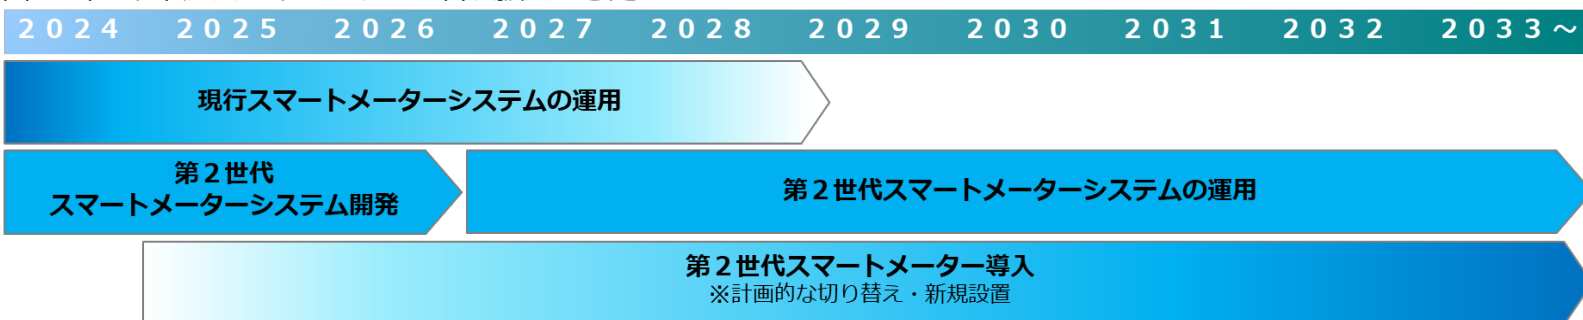 2024 2025 2026 2027 2028 2029 2030 2031 2032 2033～
現行スマートメーターシステムの運用
第２世代
スマートメーターシステム開発
第２世代スマートメーターシステムの運用
第２世代スマートメーター導入
※計画的な切り替え・新規設置